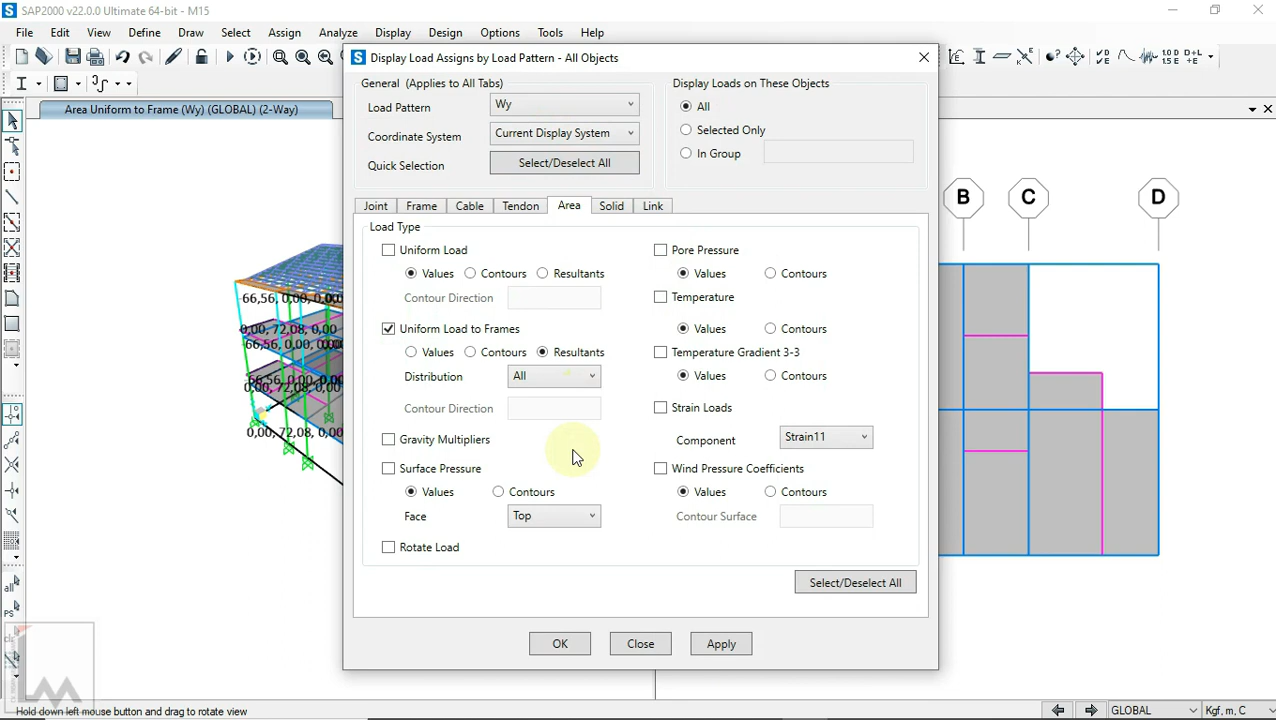 SAP2000 v22.0.0 Ultimate 64-bit - M15
File Edit View Define Draw Select Assign Analyze Display Design Options Tools Help
Display Load Assigns by Load Pattern - All Objects
Area Uniform to Frame (Wy) (GLOBAL) (2-Way)
General (Applies to All Tabs)
Load Pattern Wy
Coordinate System Current Display System
Quick Selection Select/Deselect All
Display Loads on These Objects
All
Selected Only
In Group
Joint Frame Cable Tendon Area Solid Link
Load Type
Uniform Load
Values Contours Resultants
Contour Direction
Uniform Load to Frames
Values Contours Resultants
Distribution All
Contour Direction
Gravity Multipliers
Surface Pressure
Values Contours
Face Top
Rotate Load
Pore Pressure
Values Contours
Temperature
Values Contours
Temperature Gradient 3-3
Values Contours
Strain Loads
Component Strain11
Wind Pressure Coefficients
Values Contours
Contour Surface
Select/Deselect All
OK Close Apply
B C D
66,56, 0,00, 0,00
0,00, 72,08, 0,00
66,56, 0,00, 0,00
0,00, 72,08, 0,00
all
PS
Hold down left mouse button and drag to rotate view
GLOBAL Kgf, m, C